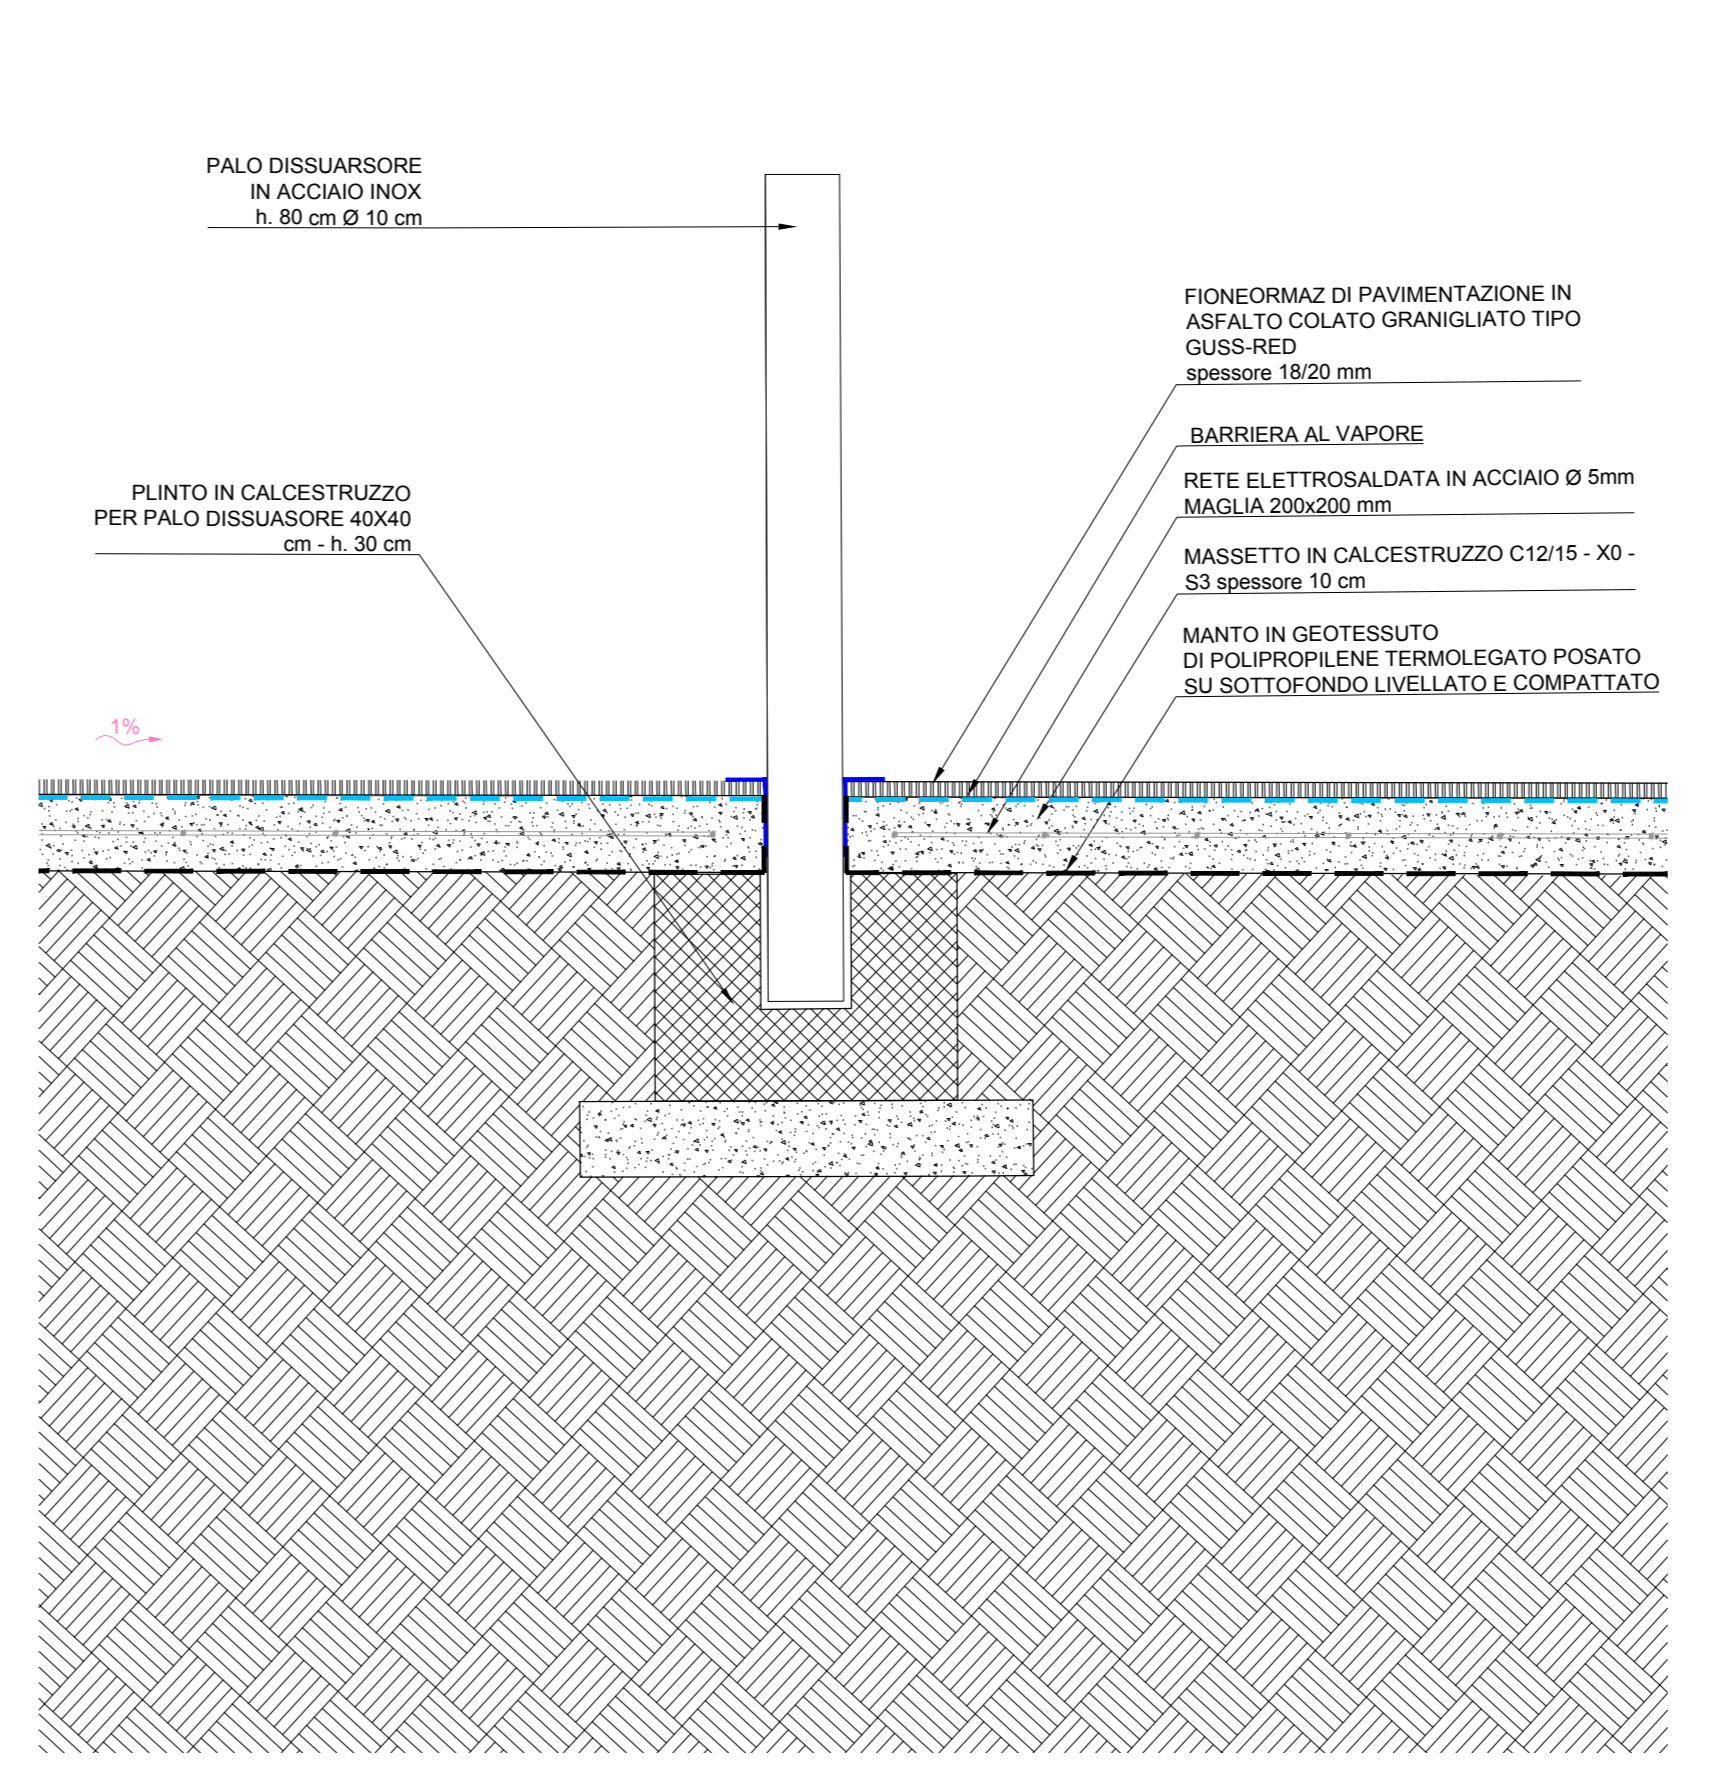 PALO DISSUARSORE
IN ACCIAIO INOX
h. 80 cm Ø 10 cm
FIONEORMAZ DI PAVIMENTAZIONE IN
ASFALTO COLATO GRANIGLIATO TIPO
GUSS-RED
spessore 18/20 mm
BARRIERA AL VAPORE
RETE ELETTROSALDATA IN ACCIAIO Ø 5mm
MAGLIA 200x200 mm
PLINTO IN CALCESTRUZZO
PER PALO DISSUASORE 40X40
cm - h. 30 cm
MASSETTO IN CALCESTRUZZO C12/15 - X0 -
S3 spessore 10 cm
MANTO IN GEOTESSUTO
DI POLIPROPILENE TERMOLEGATO POSATO
SU SOTTOFONDO LIVELLATO E COMPATTATO
1%